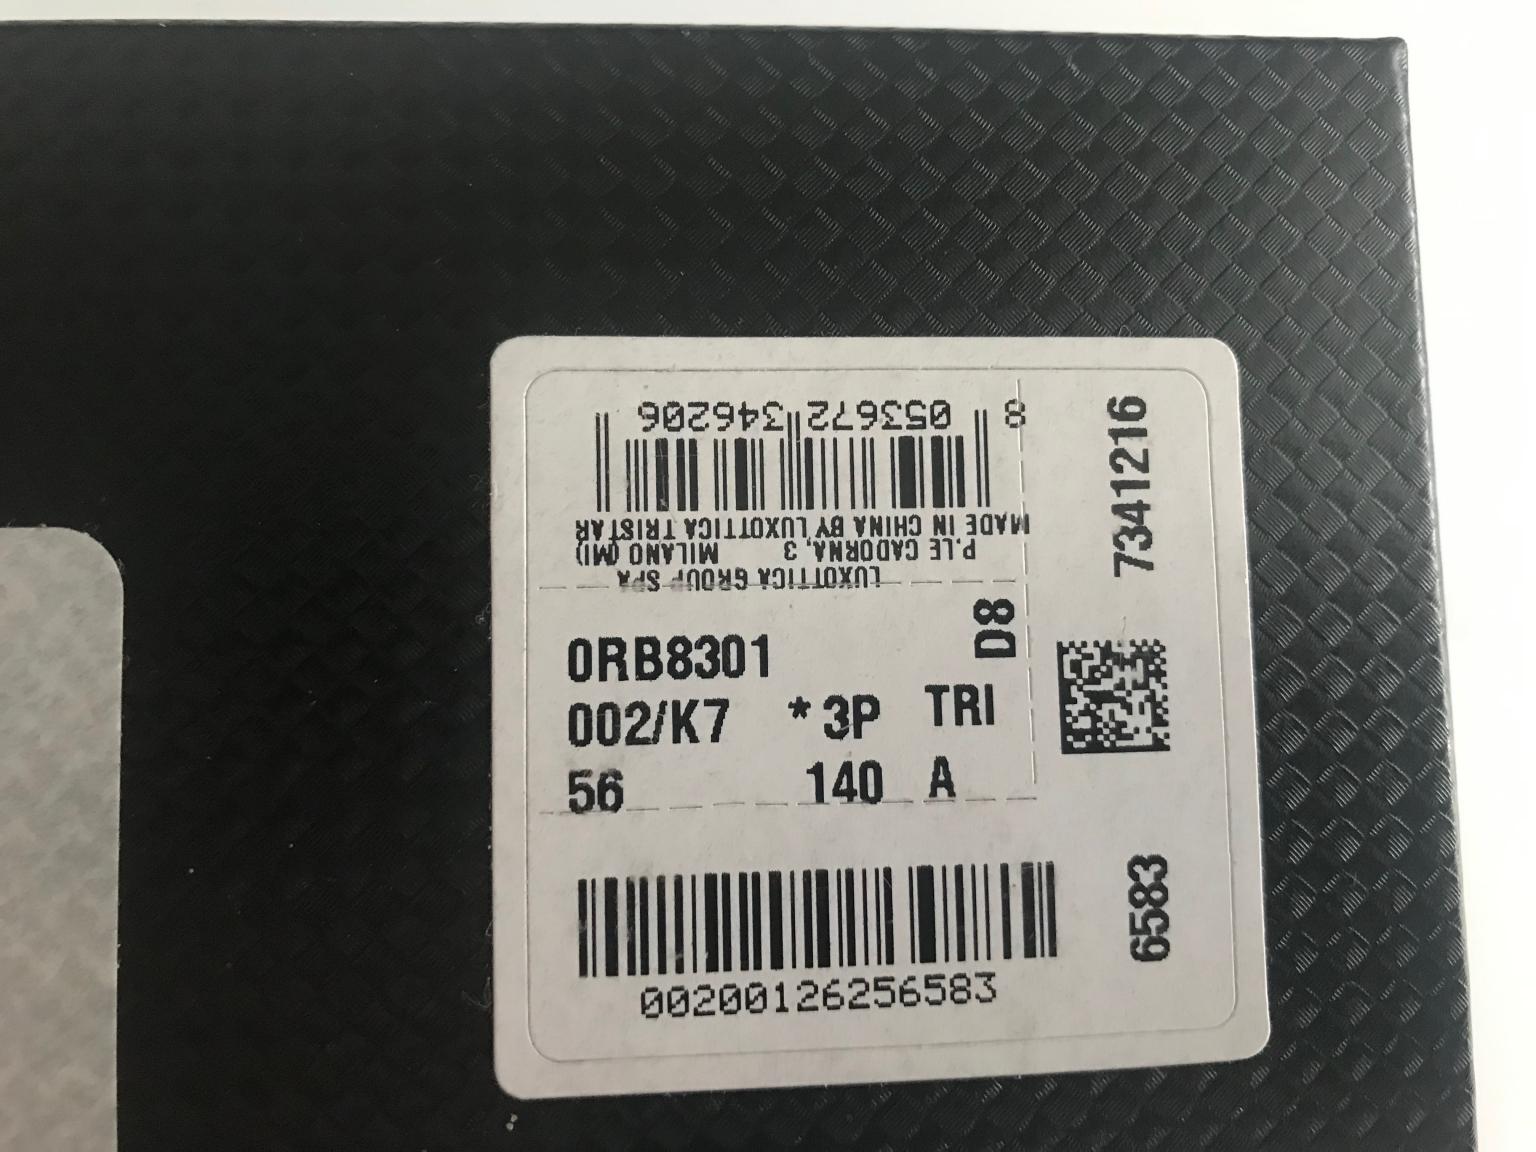 8 053672 346206
MADE IN CHINA BY LUXOTTICA TRISTAR
P.LE CADORNA, 3 MILANO (MI)
LUXOTTICA GROUP SPA
7341216
0RB8301
D8
002/K7 * 3P TRI
56 140 A
6583
00200126256583